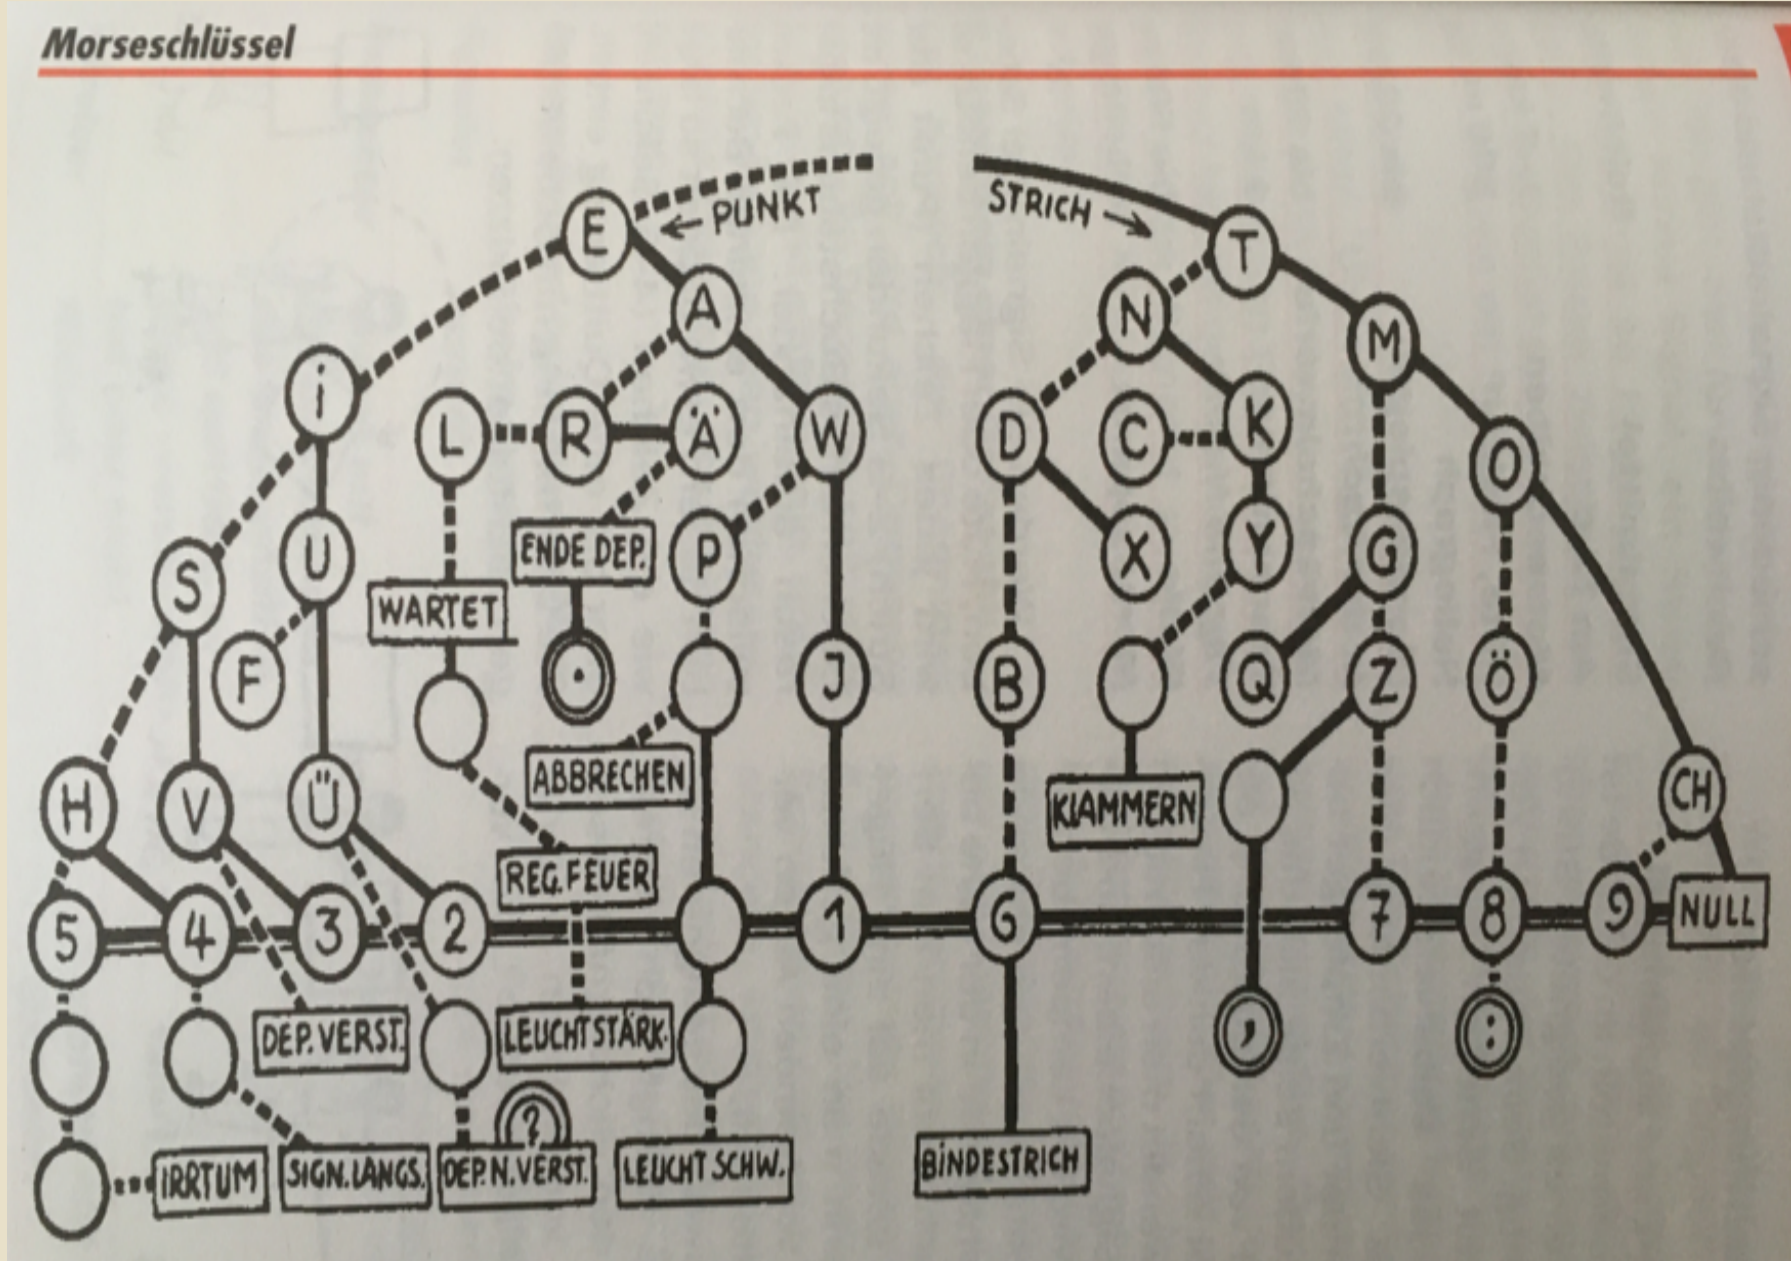 Morseschlüssel
← PUNKT
STRICH →
E
T
A
N
M
i
L
R
Ä
W
D
C
K
O
S
U
ENDE DEP.
P
X
Y
G
WARTET
F
.
J
B
Q
Z
Ö
H
V
Ü
ABBRECHEN
KLAMMERN
CH
REG. FEUER
5
4
3
2
1
6
7
8
9
NULL
DEP. VERST.
LEUCHTSTÄRK.
,
:
?
IRRTUM
SIGN. LANGS.
DEP. N. VERST.
LEUCHT SCHW.
BiNDESTRiCH